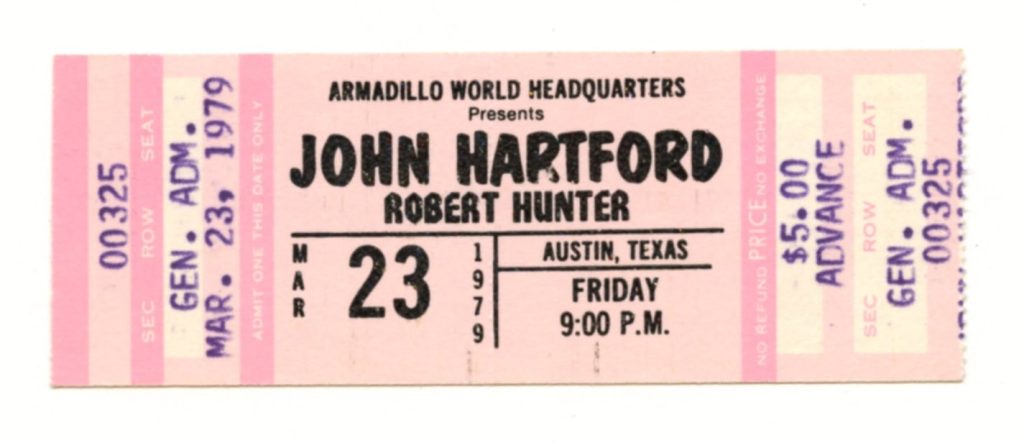 00325
SEC ROW SEAT
GEN. ADM.
MAR. 23, 1979
ADMIT ONE THIS DATE ONLY
ARMADILLO WORLD HEADQUARTERS
Presents
JOHN HARTFORD
ROBERT HUNTER
MAR 23 1979
AUSTIN, TEXAS
FRIDAY
9:00 P.M.
NO REFUND PRICE NO EXCHANGE
$5.00
ADVANCE
SEC ROW SEAT
GEN. ADM.
00325